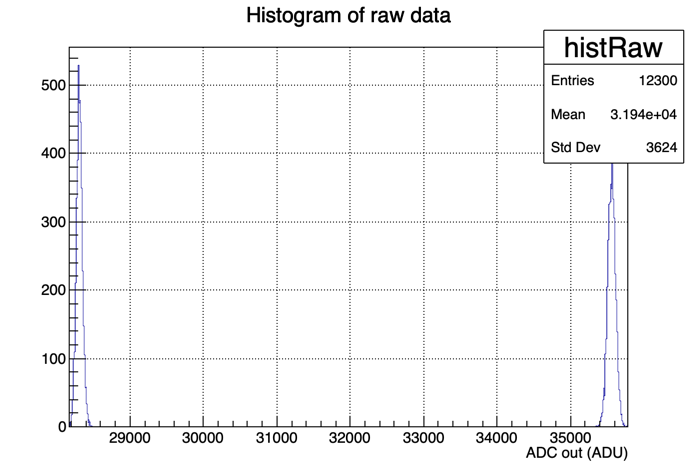 Histogram of raw data
histRaw
Entries 12300
Mean 3.194e+04
Std Dev 3624
500
400
300
200
100
0
29000 30000 31000 32000 33000 34000 35000
ADC out (ADU)